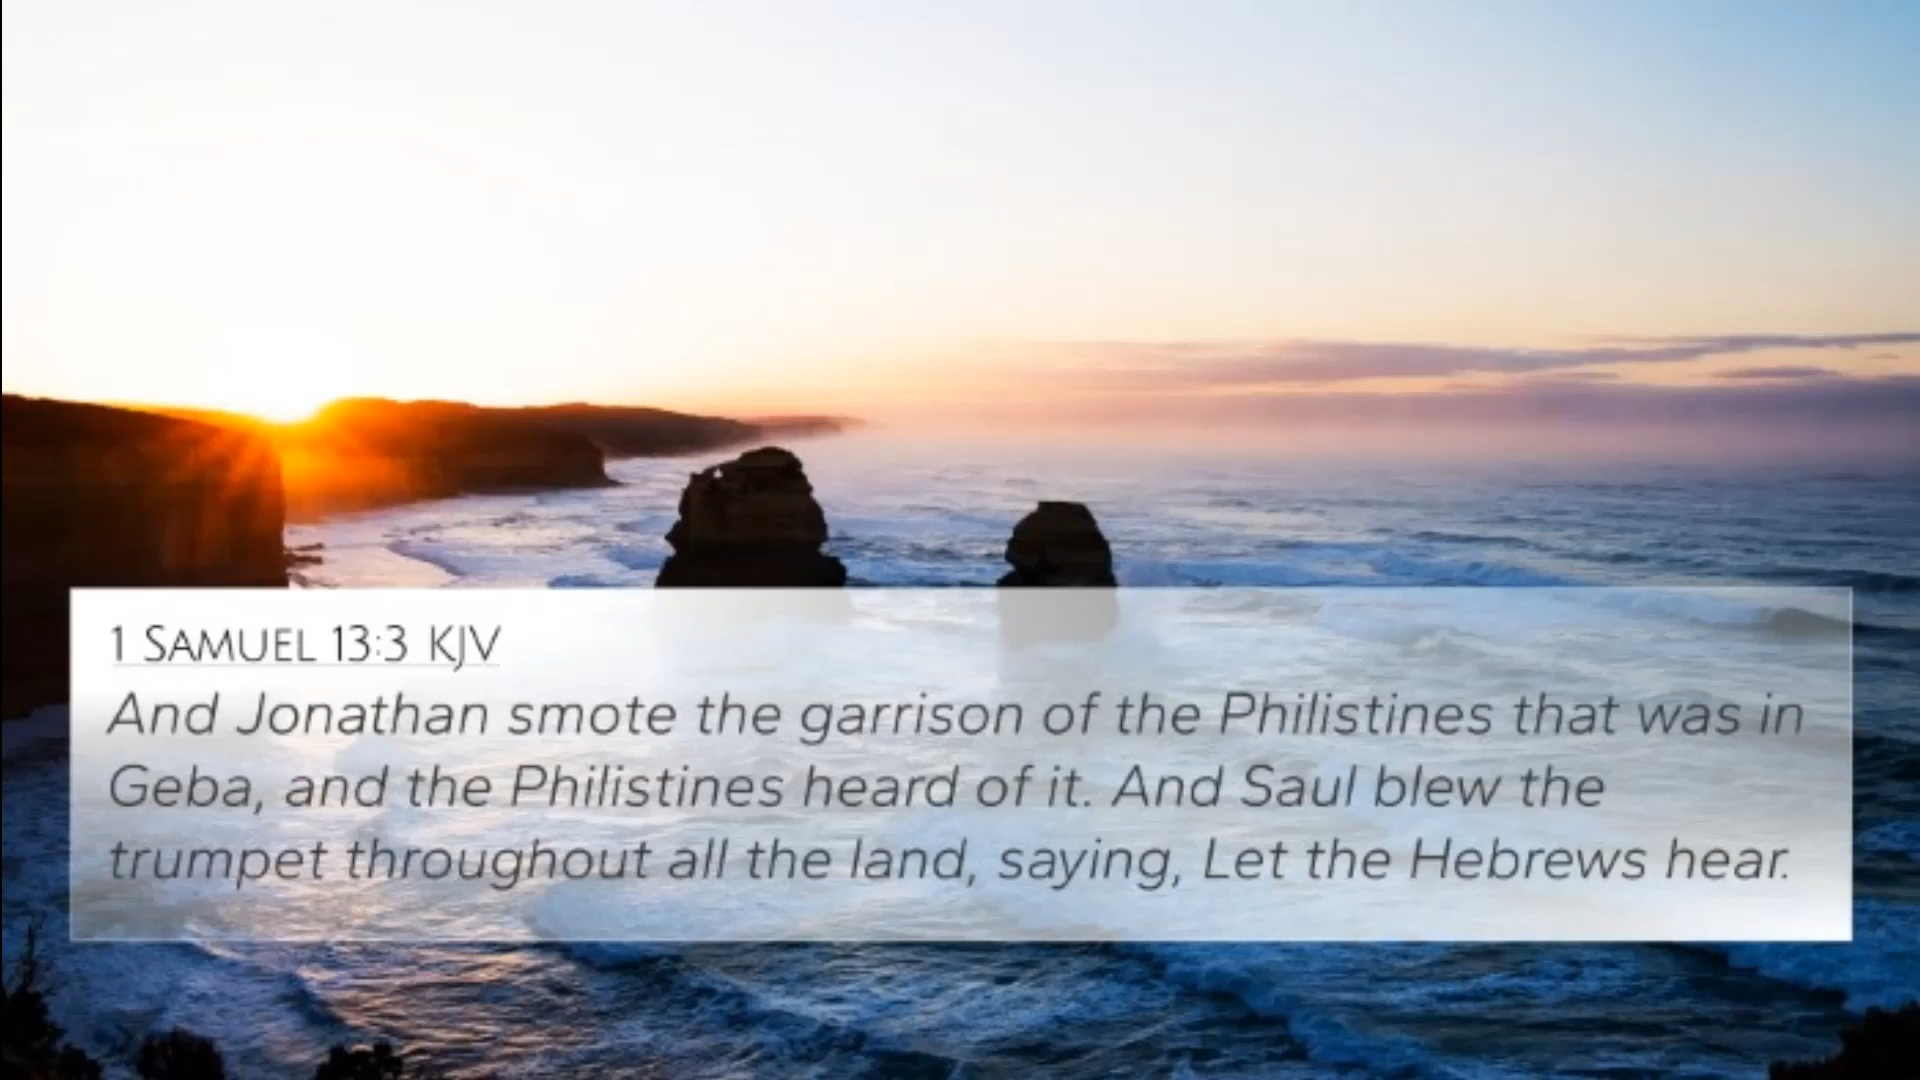 1 Samuel 13:3 KJV
And Jonathan smote the garrison of the Philistines that was in
Geba, and the Philistines heard of it. And Saul blew the
trumpet throughout all the land, saying, Let the Hebrews hear.